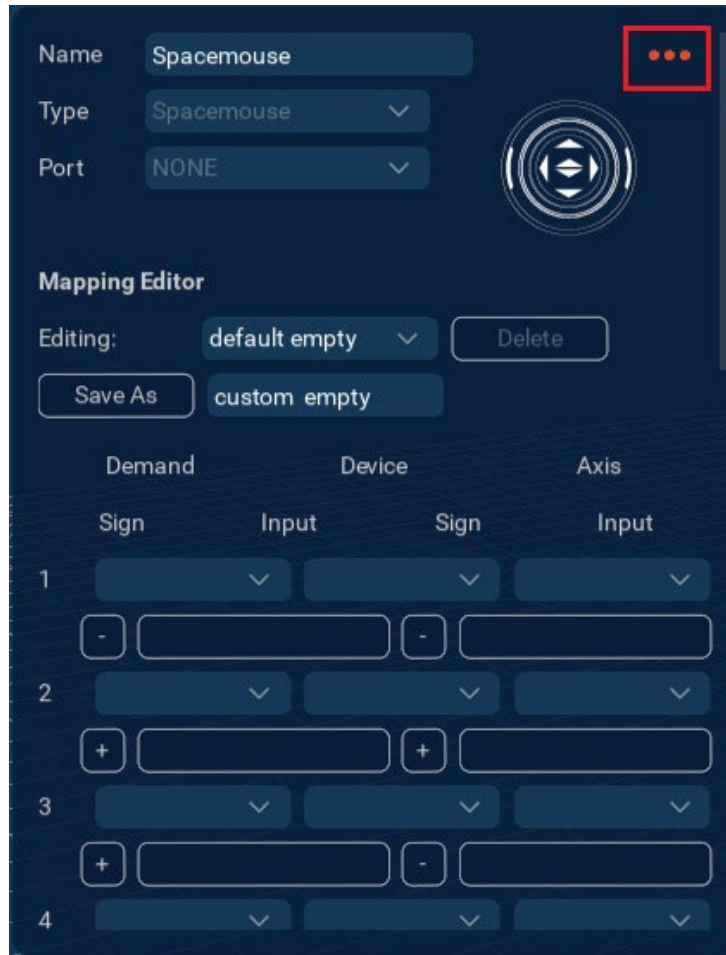 Name Spacemouse
Type Spacemouse
Port NONE
Mapping Editor
Editing: default empty Delete
Save As custom empty
Demand Device Axis
Sign Input Sign Input
1
- -
2
+ +
3
+ -
4